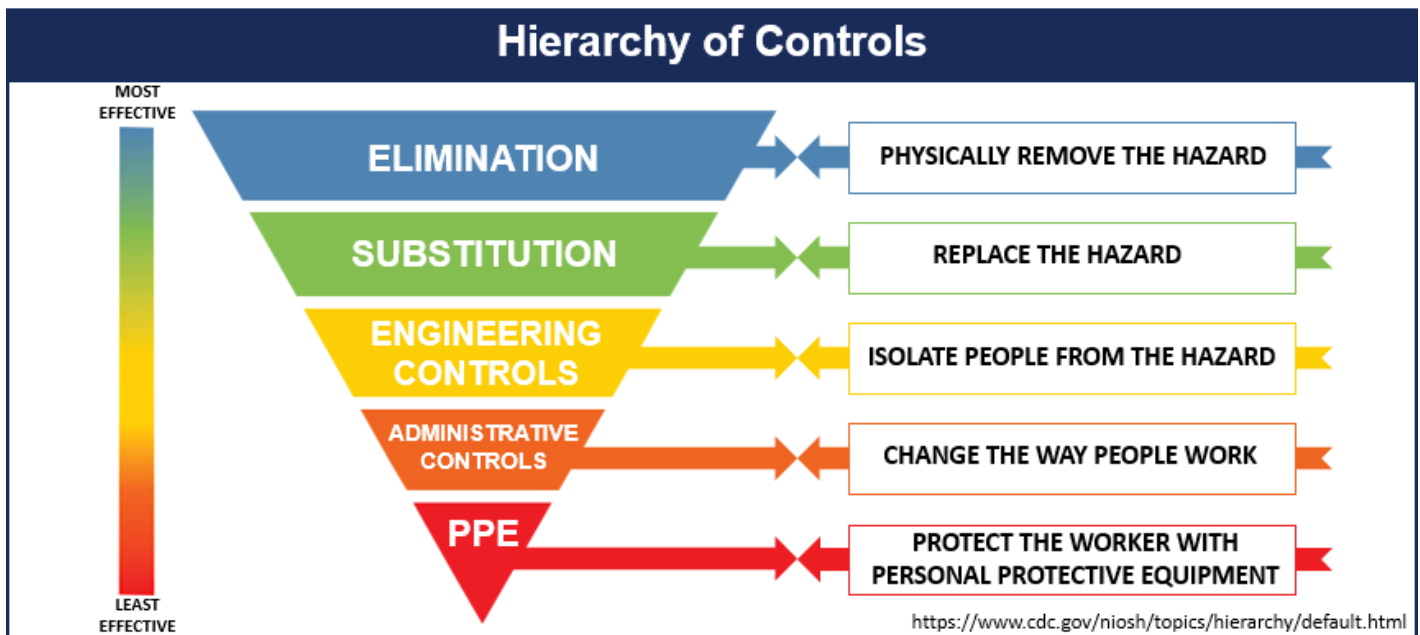 Hierarchy of Controls
MOST
EFFECTIVE
ELIMINATION
PHYSICALLY REMOVE THE HAZARD
SUBSTITUTION
REPLACE THE HAZARD
ENGINEERING
CONTROLS
ISOLATE PEOPLE FROM THE HAZARD
ADMINISTRATIVE
CONTROLS
CHANGE THE WAY PEOPLE WORK
PPE
PROTECT THE WORKER WITH
PERSONAL PROTECTIVE EQUIPMENT
LEAST
EFFECTIVE
https://www.cdc.gov/niosh/topics/hierarchy/default.html